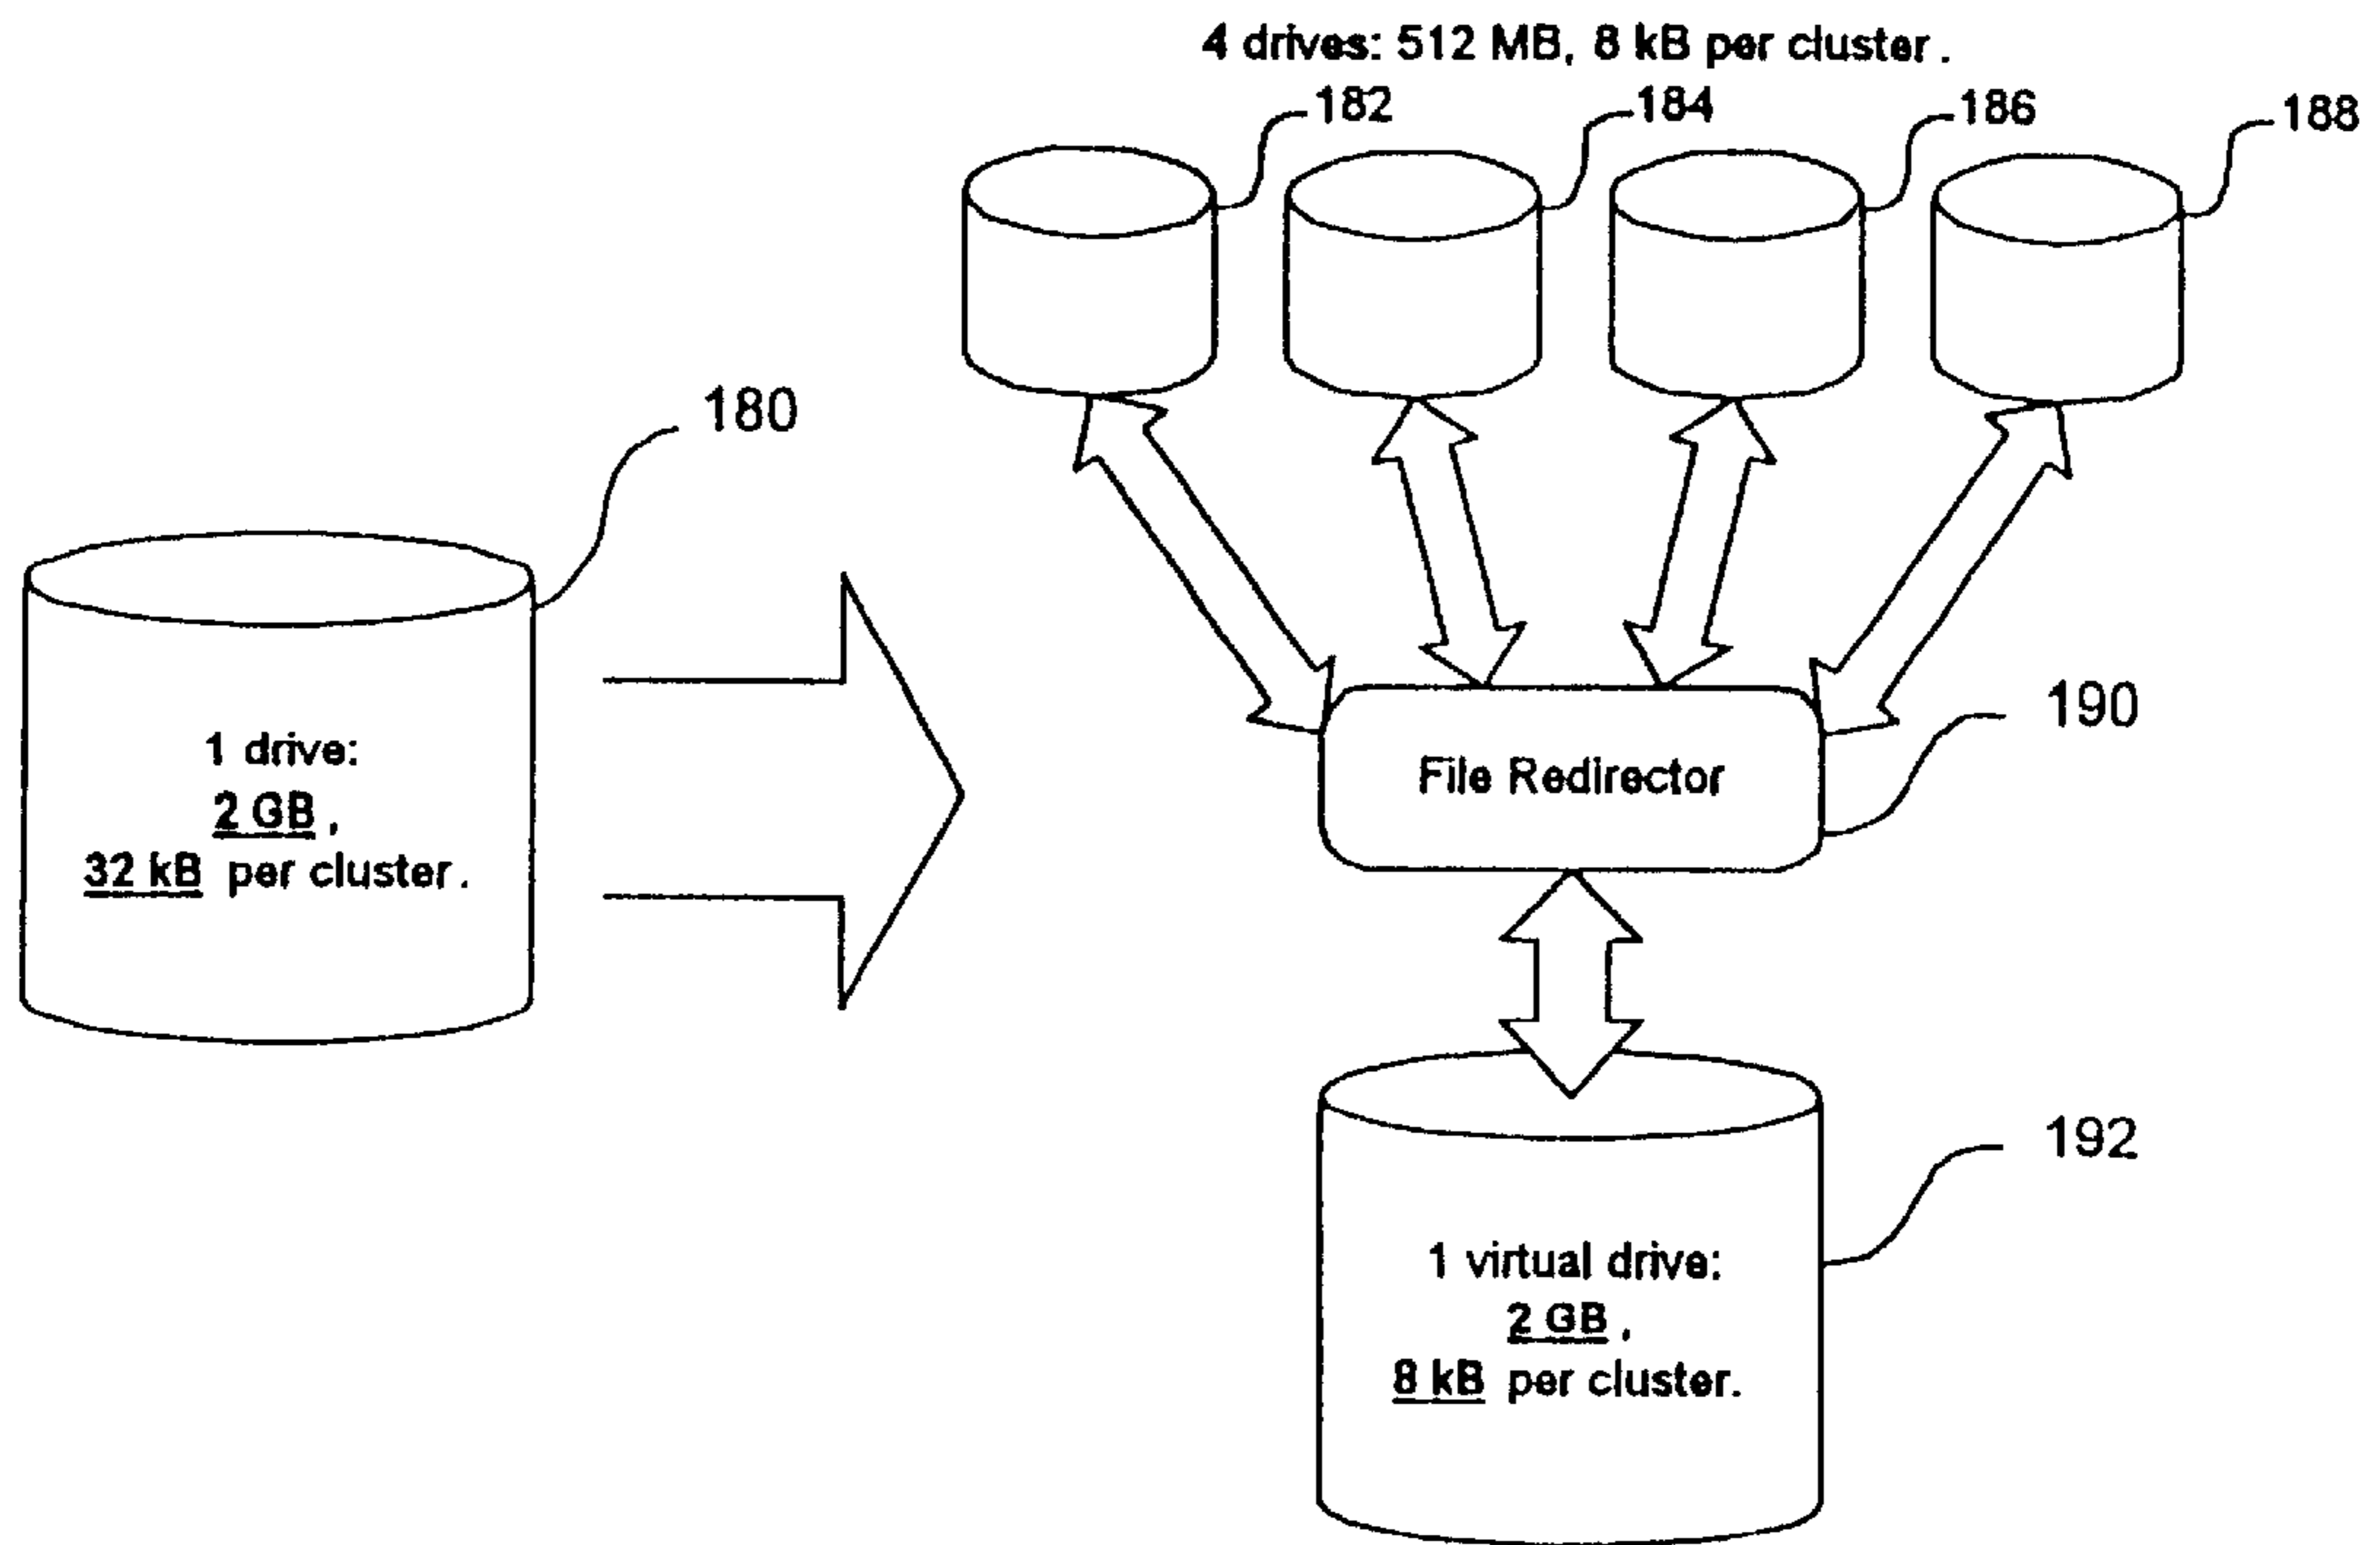 4 drives: 512 MB, 8 kB per cluster.
182
184
186
188
180
1 drive:
2 GB,
32 kB per cluster.
File Redirector
190
192
1 virtual drive:
2 GB,
8 kB per cluster.